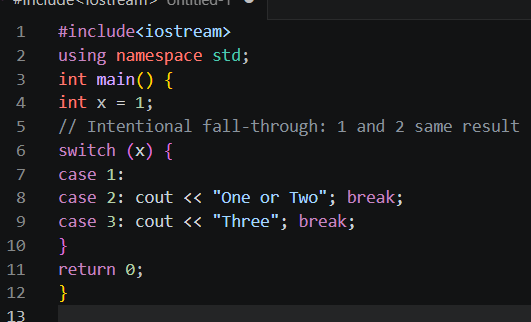 #include<iostream> Untitled-1
1 #include<iostream>
2 using namespace std;
3 int main() {
4 int x = 1;
5 // Intentional fall-through: 1 and 2 same result
6 switch (x) {
7 case 1:
8 case 2: cout << "One or Two"; break;
9 case 3: cout << "Three"; break;
10 }
11 return 0;
12 }
13